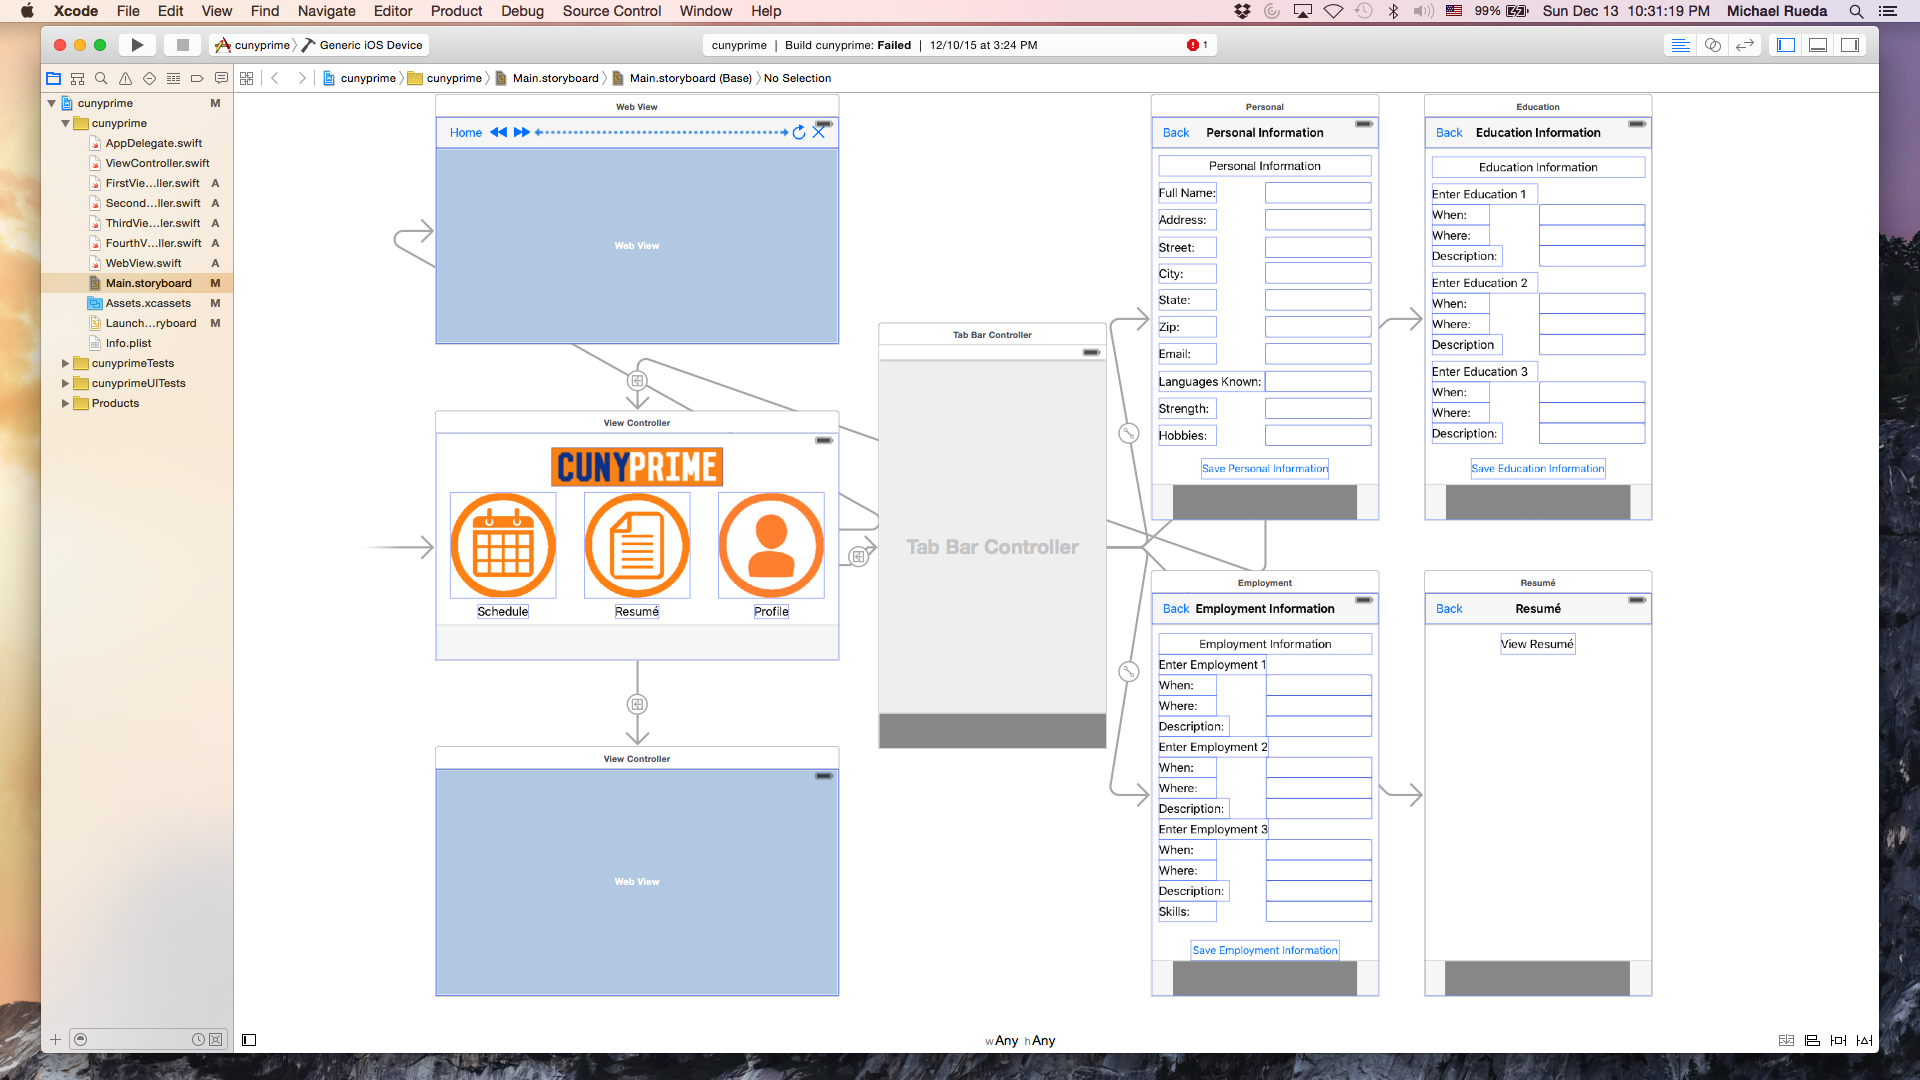 Xcode File Edit View Find Navigate Editor Product Debug Source Control Window Help
99% Sun Dec 13 10:31:19 PM Michael Rueda
cunyprime Generic iOS Device
cunyprime | Build cunyprime: Failed | 12/10/15 at 3:24 PM 1
cunyprime cunyprime Main.storyboard Main.storyboard (Base) No Selection
cunyprime M
cunyprime
AppDelegate.swift
ViewController.swift
FirstVie...ller.swift A
Second...ller.swift A
ThirdVie...ler.swift A
FourthV...ller.swift A
WebView.swift A
Main.storyboard M
Assets.xcassets M
Launch...ryboard M
Info.plist
cunyprimeTests
cunyprimeUITests
Products
Web View
Home
Web View
View Controller
CUNYPRIME
Schedule Resumé Profile
View Controller
Web View
Tab Bar Controller
Tab Bar Controller
Personal
Back Personal Information
Personal Information
Full Name:
Address:
Street:
City:
State:
Zip:
Email:
Languages Known:
Strength:
Hobbies:
Save Personal Information
Education
Back Education Information
Education Information
Enter Education 1
When:
Where:
Description:
Enter Education 2
When:
Where:
Description
Enter Education 3
When:
Where:
Description:
Save Education Information
Employment
Back Employment Information
Employment Information
Enter Employment 1
When:
Where:
Description:
Enter Employment 2
When:
Where:
Description:
Enter Employment 3
When:
Where:
Description:
Skills:
Save Employment Information
Resumé
Back Resumé
View Resumé
wAny hAny